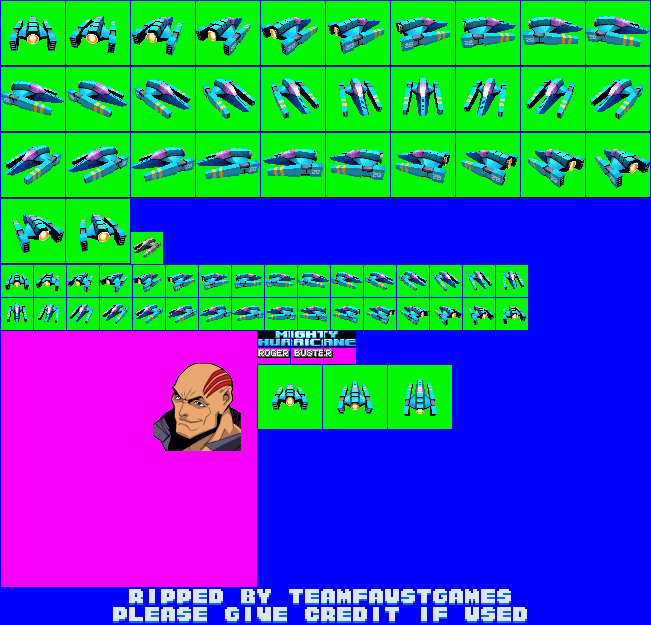 MIGHTY
HURRICANE
ROGER BUSTER
RIPPED BY TEAMFAUSTGAMES
PLEASE GIVE CREDIT IF USED